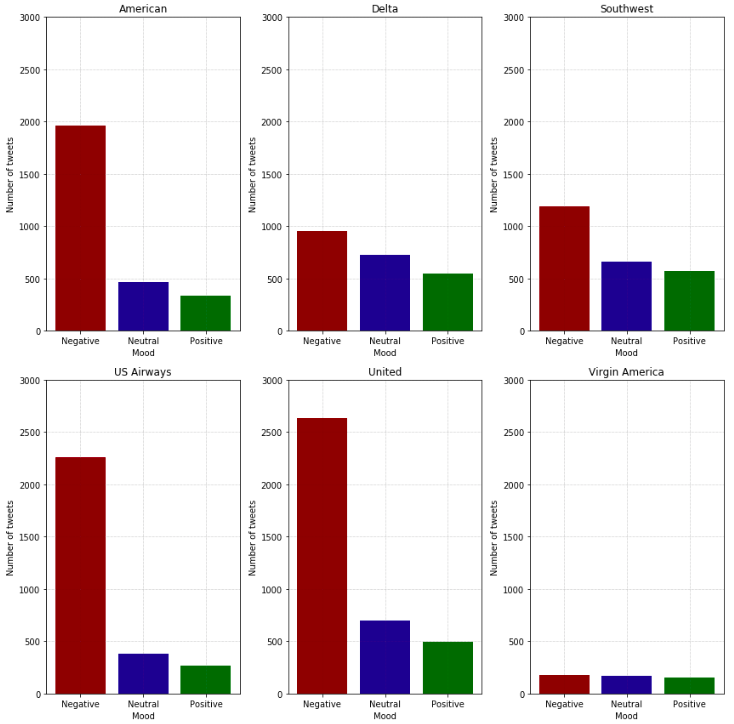 American
Delta
Southwest
3000
2500
2000
1500
1000
500
0
Number of tweets
Negative
Neutral
Positive
Mood
3000
2500
2000
1500
1000
500
0
Number of tweets
Negative
Neutral
Positive
Mood
3000
2500
2000
1500
1000
500
0
Number of tweets
Negative
Neutral
Positive
Mood
US Airways
United
Virgin America
3000
2500
2000
1500
1000
500
0
Number of tweets
Negative
Neutral
Positive
Mood
3000
2500
2000
1500
1000
500
0
Number of tweets
Negative
Neutral
Positive
Mood
3000
2500
2000
1500
1000
500
0
Number of tweets
Negative
Neutral
Positive
Mood